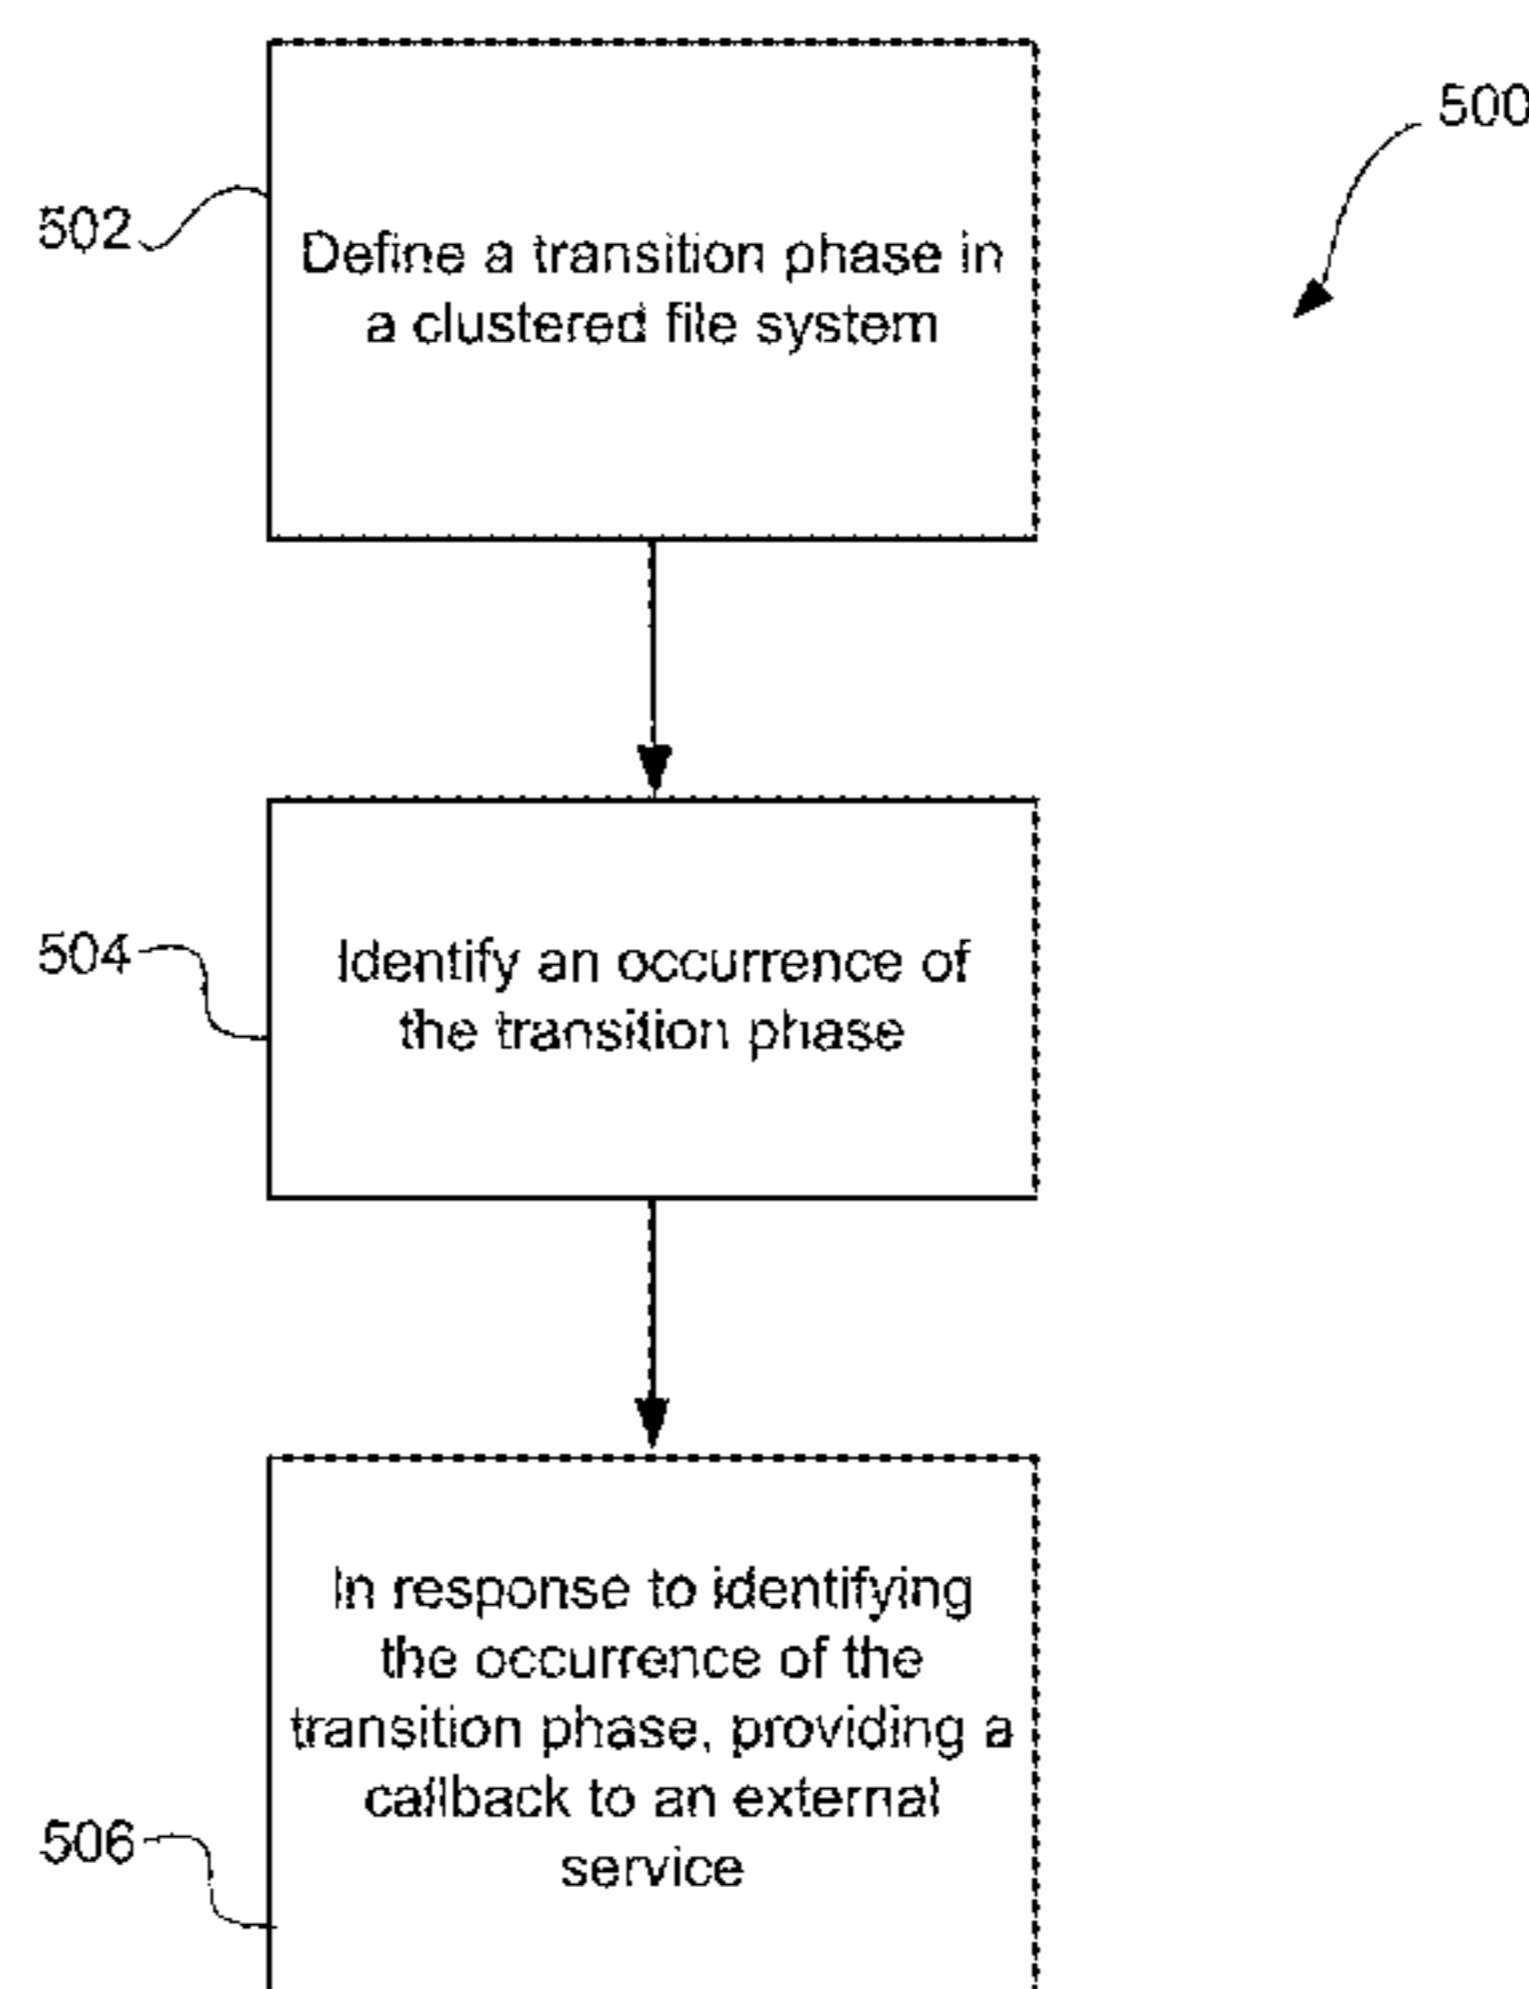 500
502
Define a transition phase in
a clustered file system
504
Identify an occurrence of
the transition phase
In response to identifying
the occurrence of the
transition phase, providing a
callback to an external
service
506